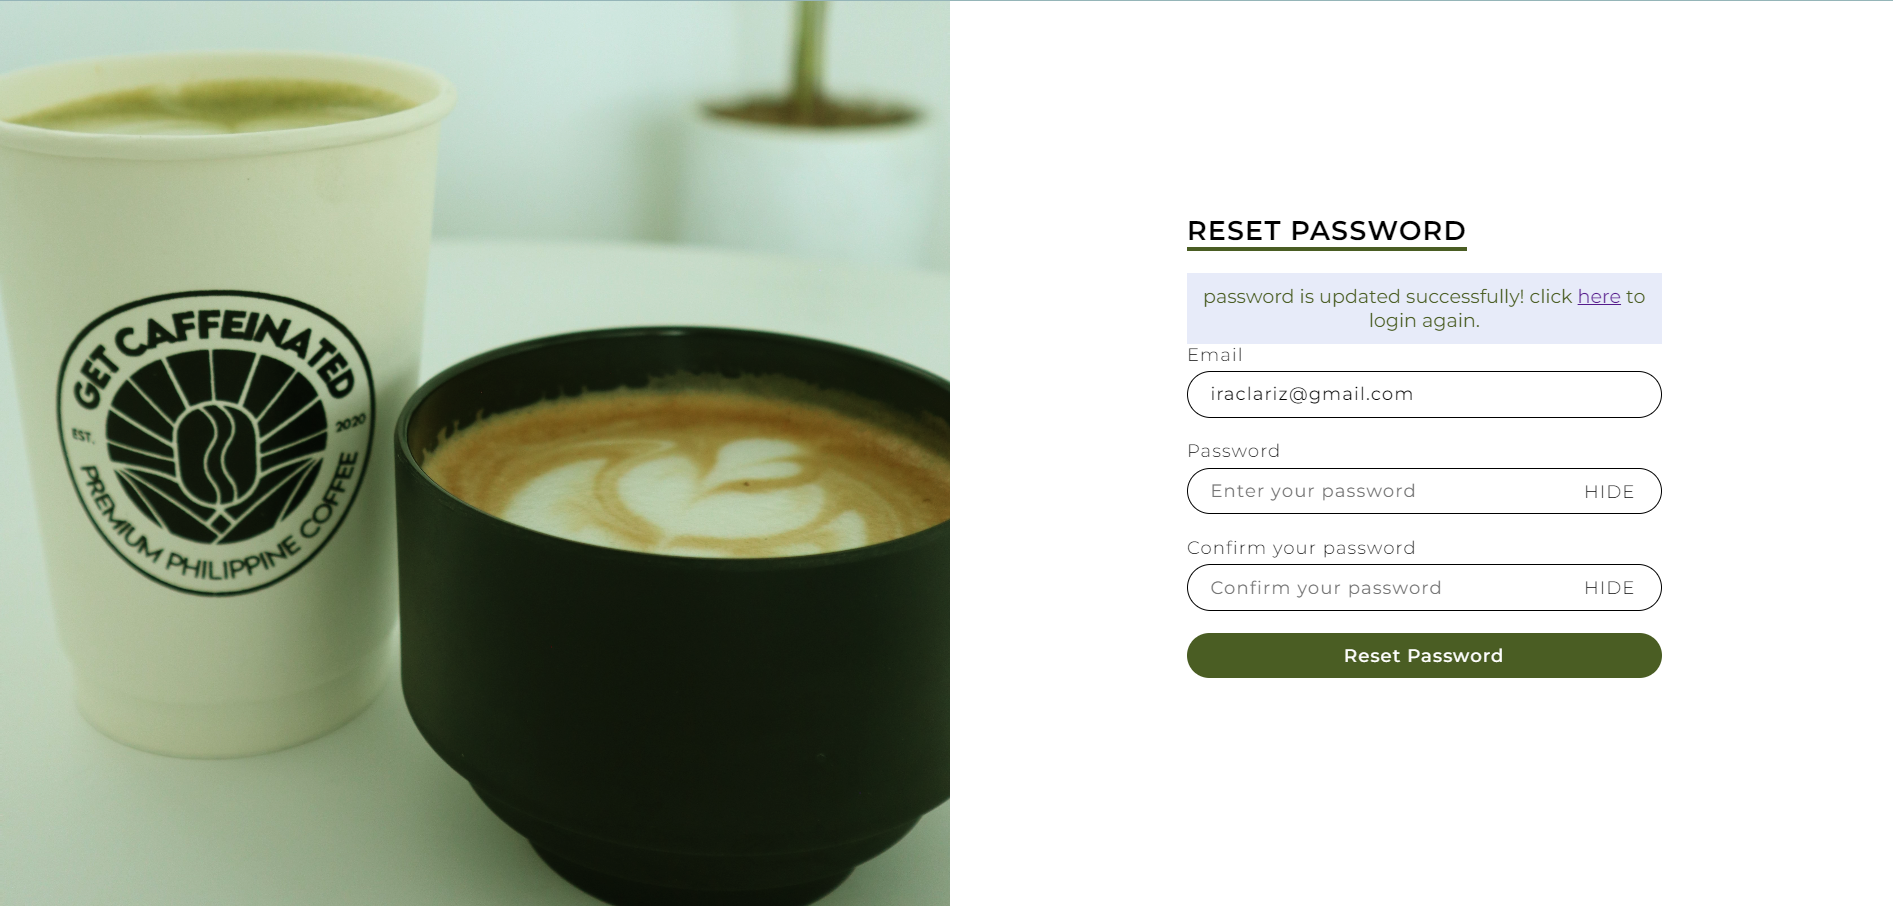 GET CAFFEINATED
EST. 2020
PREMIUM PHILIPPINE COFFEE
RESET PASSWORD
password is updated successfully! click here to
login again.
Email
iraclariz@gmail.com
Password
Enter your password HIDE
Confirm your password
Confirm your password HIDE
Reset Password